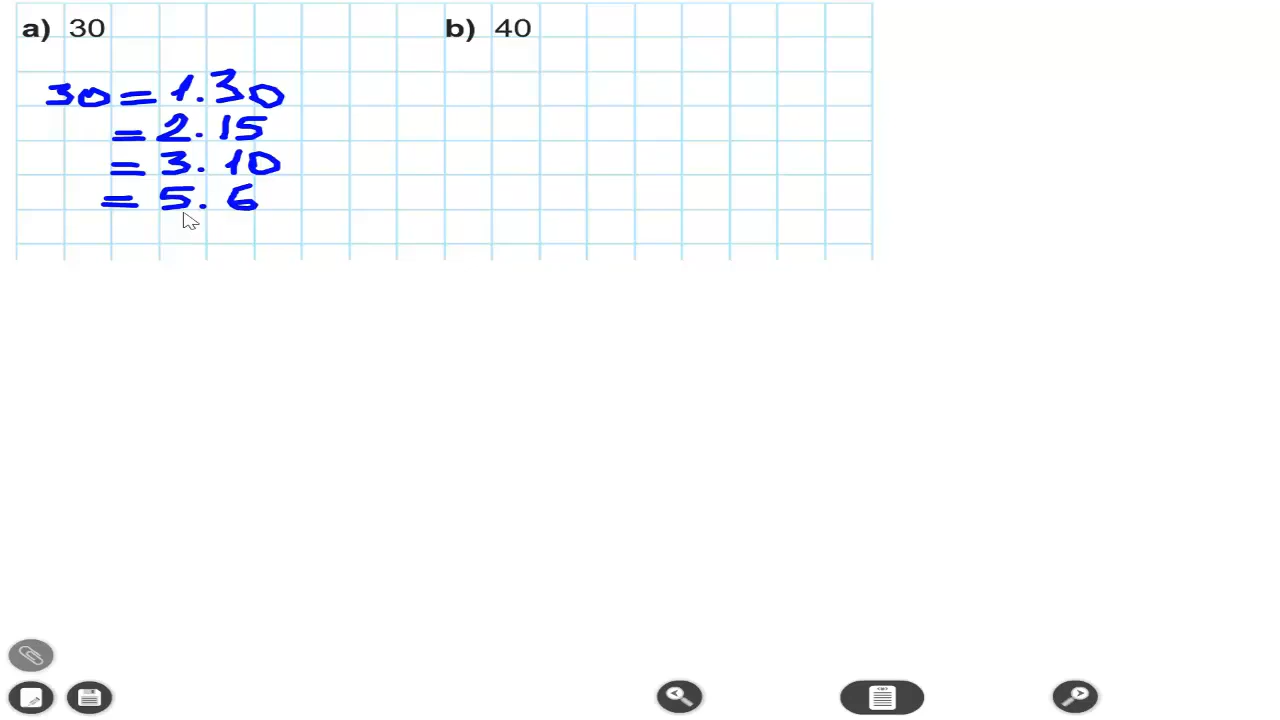 a) 30
b) 40
30 = 1.30
= 2.15
= 3.10
= 5.6